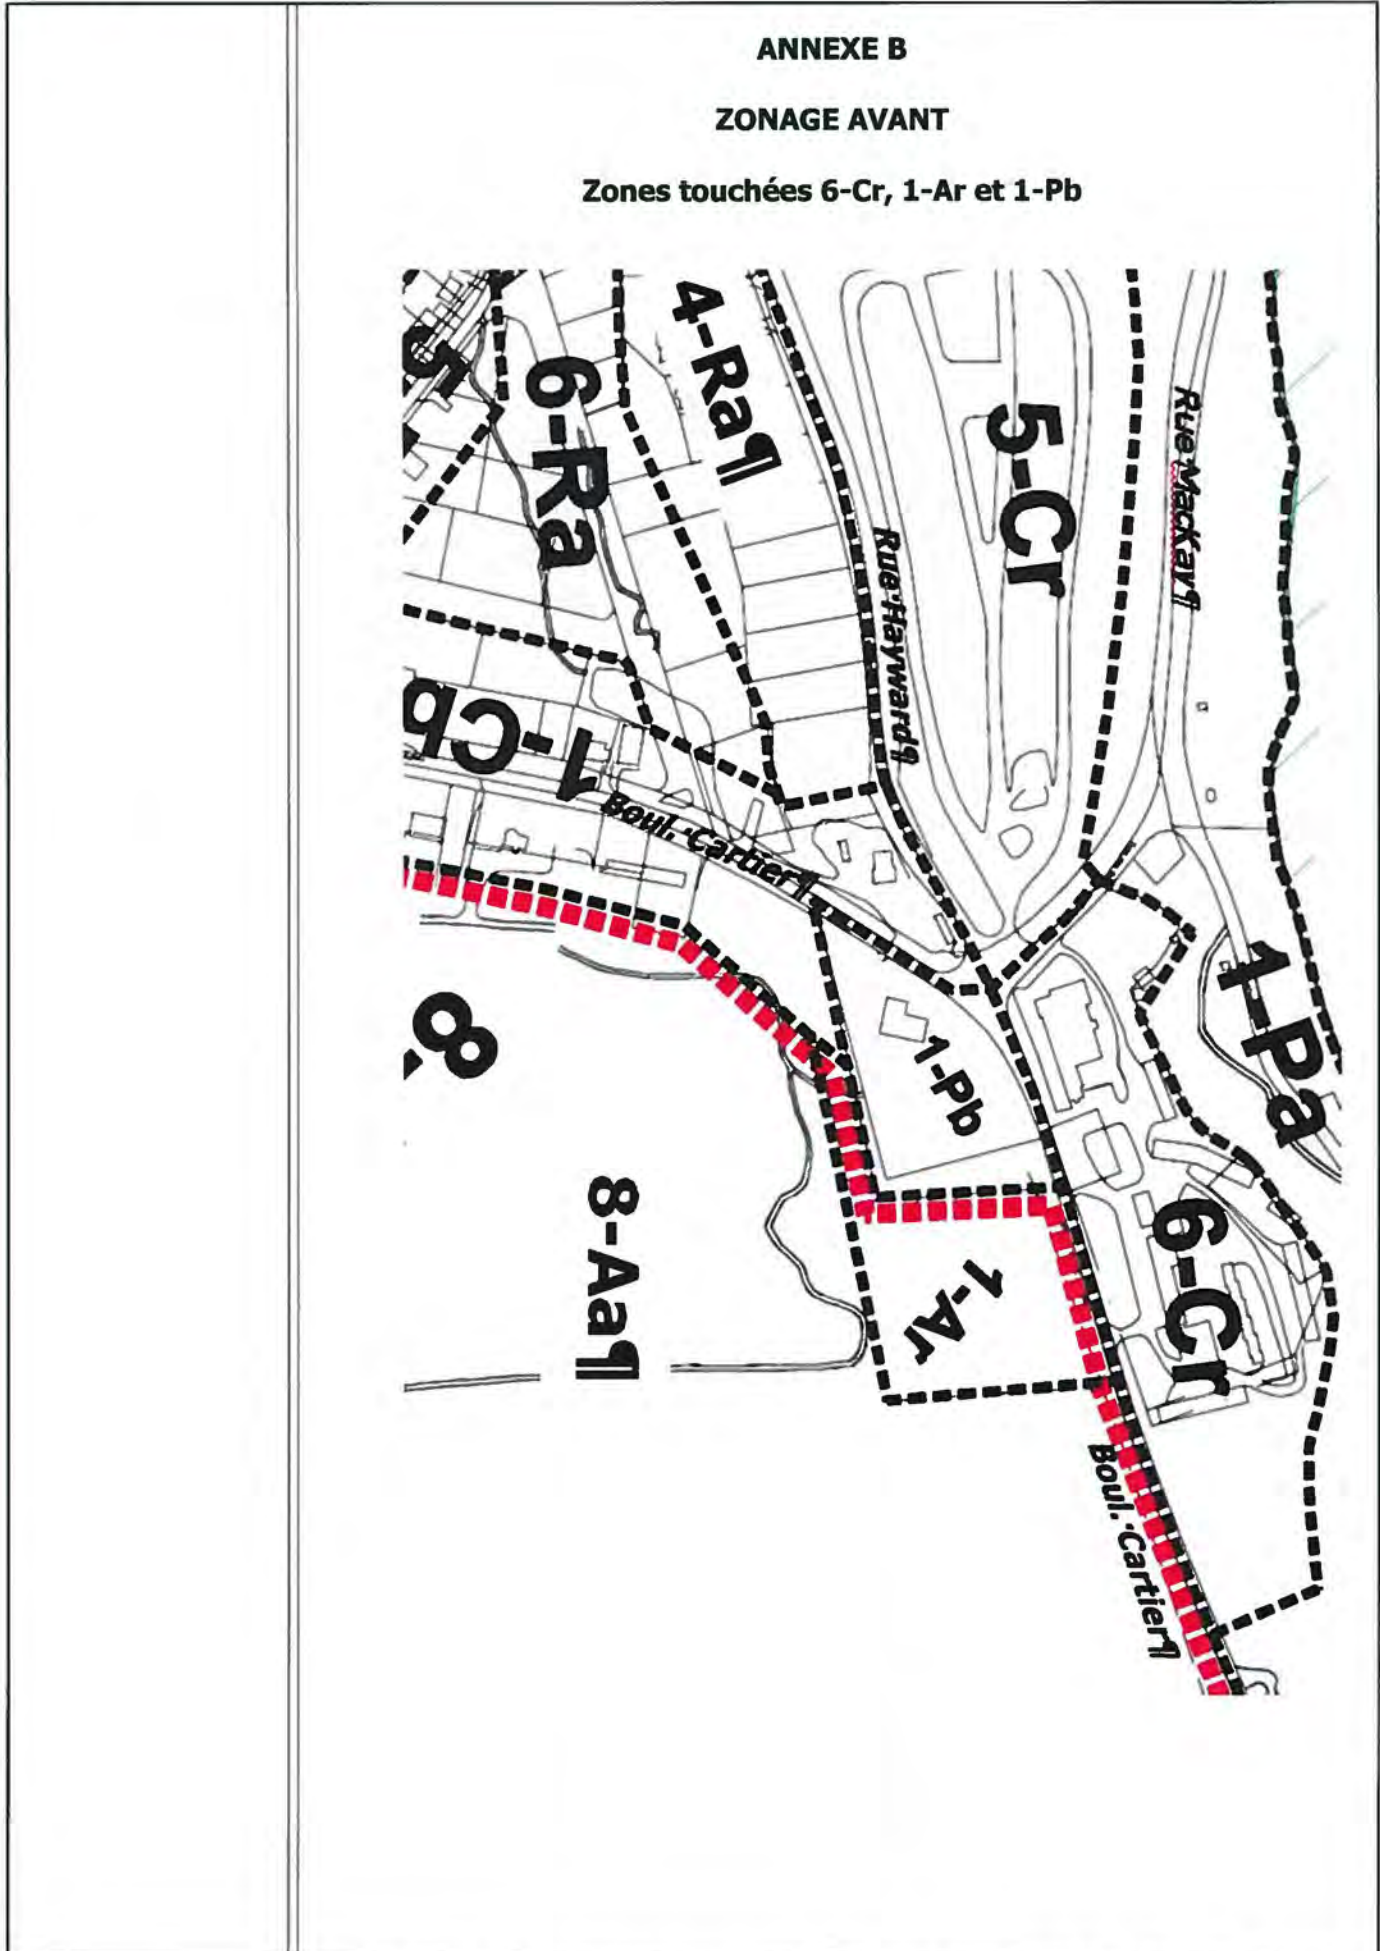 ANNEXE B
ZONAGE AVANT
Zones touchées 6-Cr, 1-Ar et 1-Pb
4-Ra¶
6-Ra
5-Cr
Rue·MacKay¶
Rue·Hayward¶
1-Cb
Boul.·Cartier¶
1-Pa
1-Pb
8-
8-Aa¶
6-Cr
1-Ar
Boul.·Cartier¶